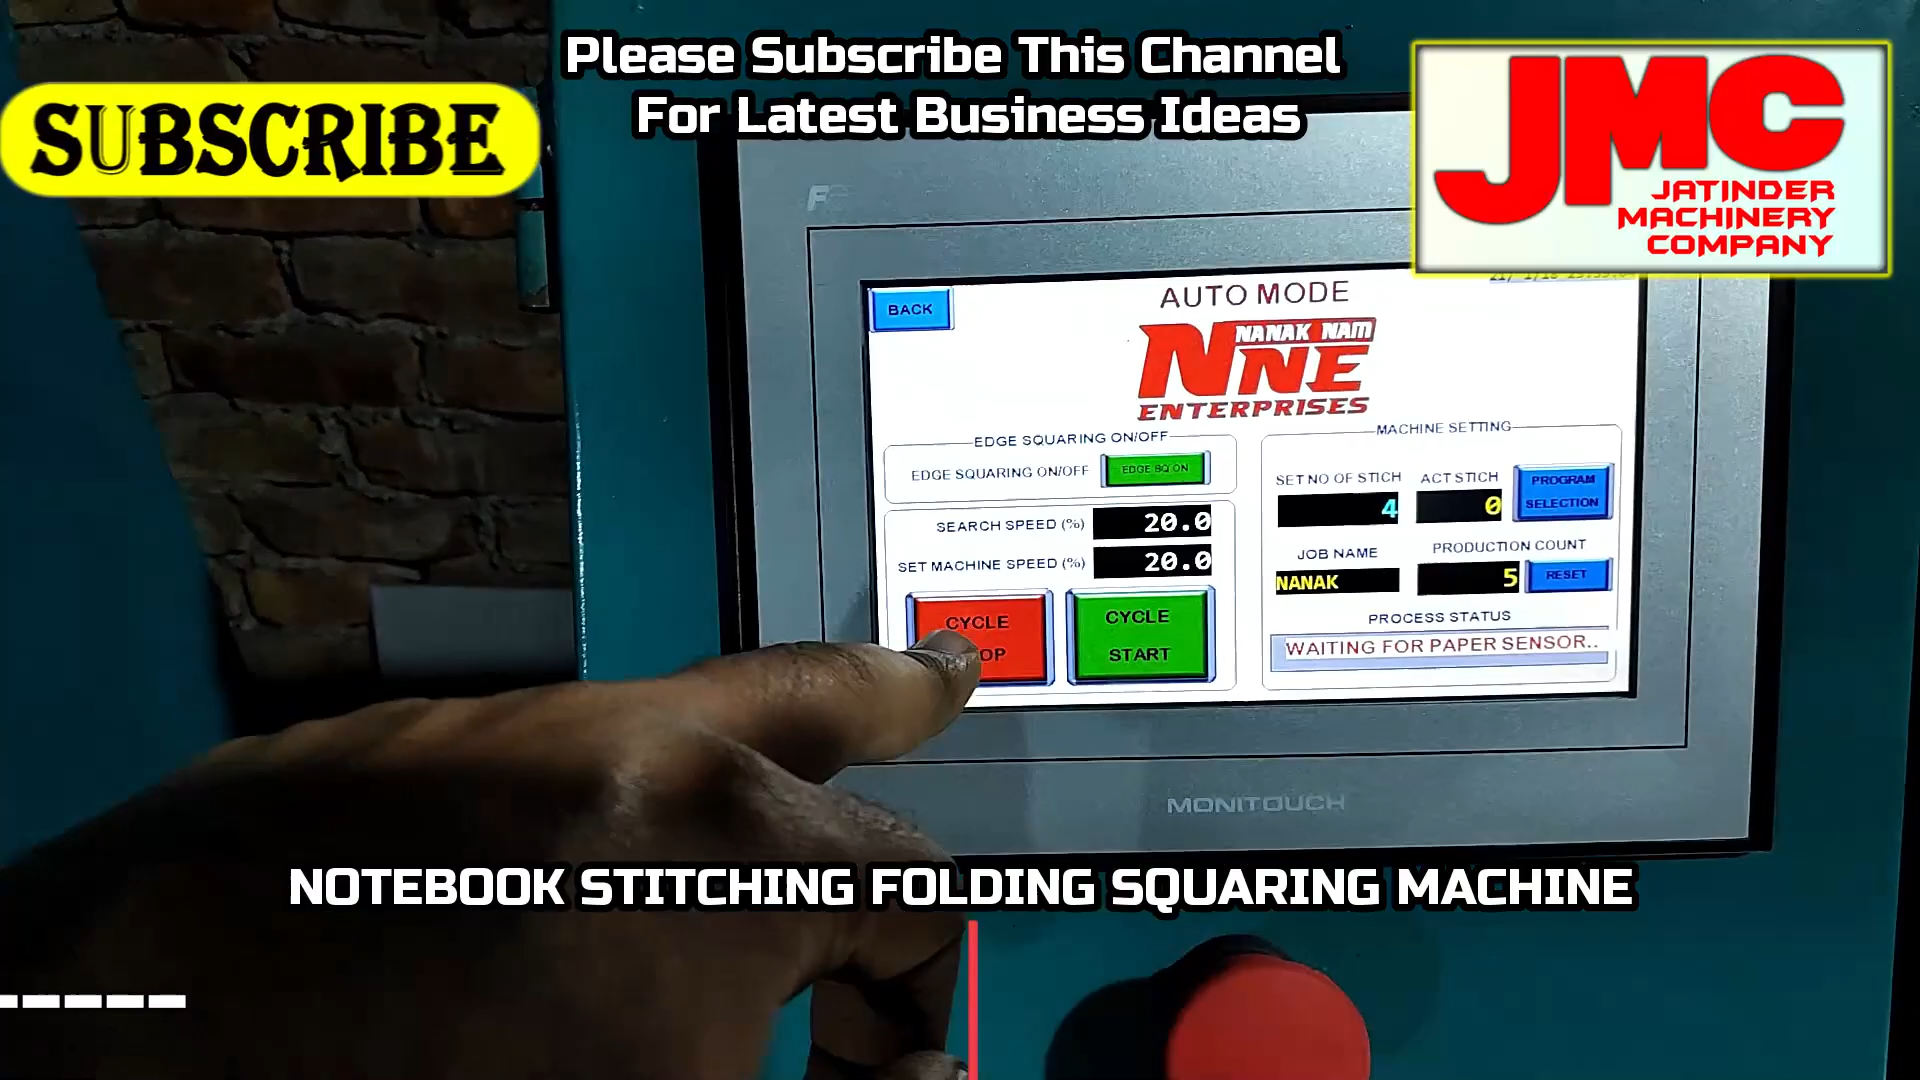 Please Subscribe This Channel
For Latest Business Ideas
SUBSCRIBE
JMC
JATINDER
MACHINERY
COMPANY
BACK
AUTO MODE
NANAK NAM
NNE
ENTERPRISES
EDGE SQUARING ON/OFF
EDGE SQUARING ON/OFF
EDGE SQ ON
SEARCH SPEED (%) 20.0
SET MACHINE SPEED (%) 20.0
CYCLE
CYCLE
START
MACHINE SETTING
SET NO OF STICH
ACT STICH
4
0
PROGRAM
SELECTION
JOB NAME
PRODUCTION COUNT
NANAK
5
RESET
PROCESS STATUS
WAITING FOR PAPER SENSOR..
MONITOUCH
NOTEBOOK STITCHING FOLDING SQUARING MACHINE